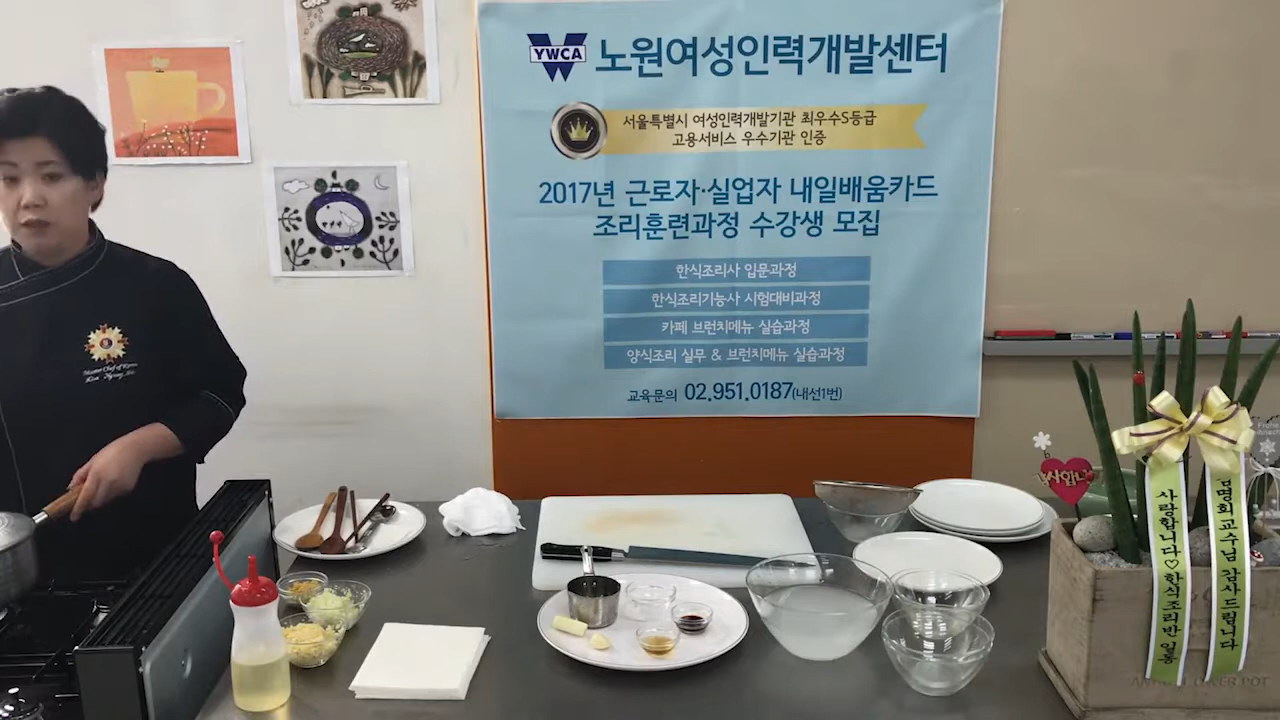 YWCA
노원여성인력개발센터
서울특별시 여성인력개발기관 최우수S등급
고용서비스 우수기관 인증
2017년 근로자·실업자 내일배움카드
조리훈련과정 수강생 모집
한식조리사 입문과정
한식조리기능사 시험대비과정
카페 브런치메뉴 실습과정
양식조리 실무 & 브런치메뉴 실습과정
교육문의 02.951.0187(내선1번)
Master Chef of Korea
사랑합니다♡한식조리반 일동
명희교수님 감사드립니다